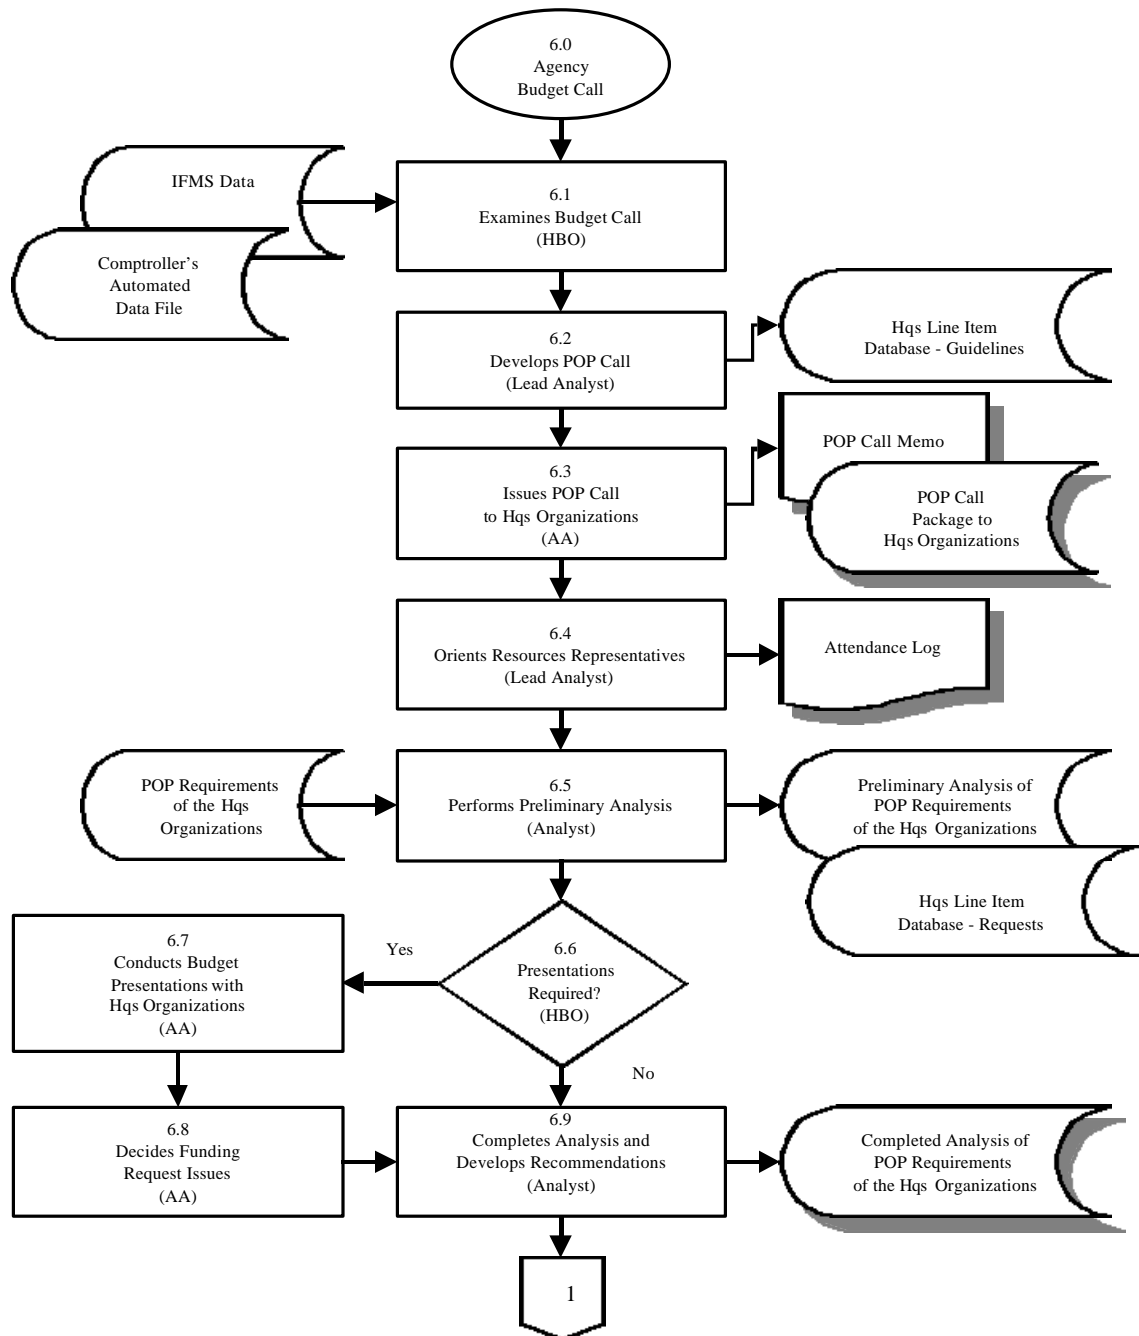 6.0
Agency
Budget Call
IFMS Data
6.1
Examines Budget Call
(HBO)
Comptroller's
Automated
Data File
6.2
Develops POP Call
(Lead Analyst)
Hqs Line Item
Database - Guidelines
6.3
Issues POP Call
to Hqs Organizations
(AA)
POP Call Memo
POP Call
Package to
Hqs Organizations
6.4
Orients Resources Representatives
(Lead Analyst)
Attendance Log
POP Requirements
of the Hqs
Organizations
6.5
Performs Preliminary Analysis
(Analyst)
Preliminary Analysis of
POP Requirements
of the Hqs Organizations
Hqs Line Item
Database - Requests
6.6
Presentations
Required?
(HBO)
Yes
No
6.7
Conducts Budget
Presentations with
Hqs Organizations
(AA)
6.8
Decides Funding
Request Issues
(AA)
6.9
Completes Analysis and
Develops Recommendations
(Analyst)
Completed Analysis of
POP Requirements
of the Hqs Organizations
1